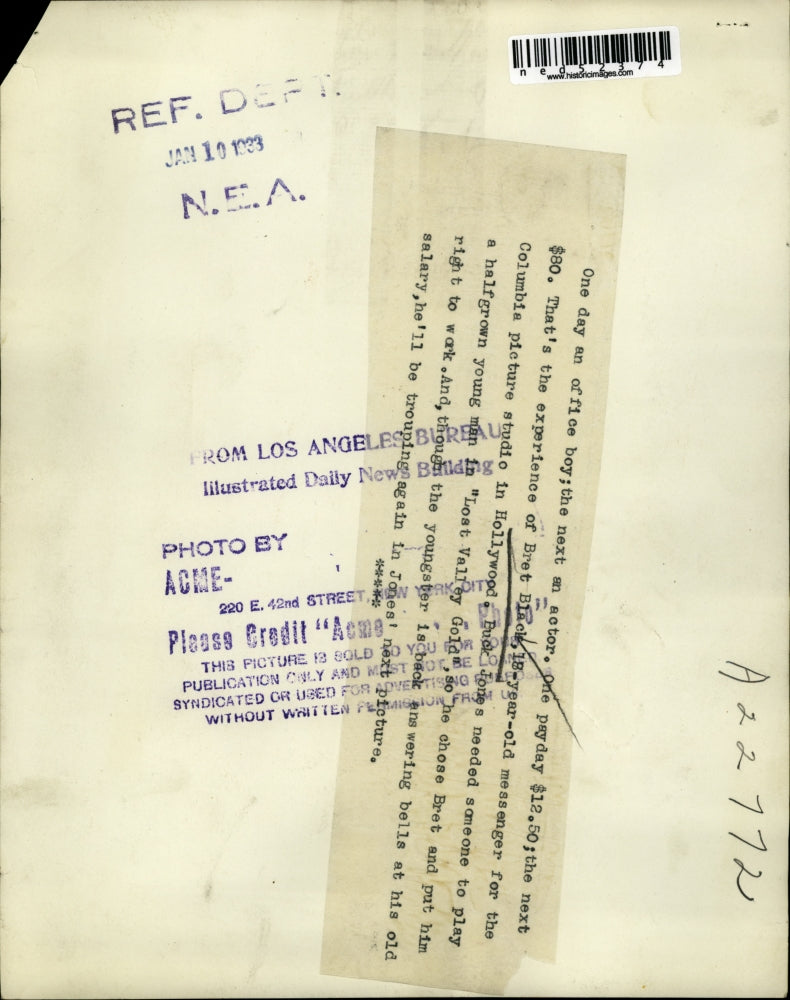 ned52374
www.historicimages.com
REF. DEPT.
JAN 10 1933
N.E.A.
One day an office boy;the next an actor. One payday $12.50;the next
$80. That's the experience of Bret Black,18-year-old messenger for the
Columbia picture studio in Hollywood. Buck Jones needed someone to play
a halfgrown young man in "Lost Valley Gold",so he chose Bret and put him
right to work.And,though the youngster is back answering bells at his old
salary,he'll be trouping again in Jones' next picture.
*****
FROM LOS ANGELES BUREAU
Illustrated Daily News Building
PHOTO BY
ACME-
220 E. 42nd STREET, NEW YORK CITY
Please Credit "Acme Photo"
THIS PICTURE IS SOLD TO YOU FOR
PUBLICATION ONLY AND MUST NOT BE LOANED
SYNDICATED OR USED FOR ADVERTISING
WITHOUT WRITTEN PERMISSION FROM US
A22772